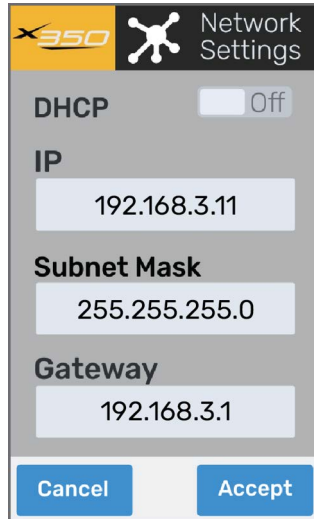 x350
Network
Settings
DHCP
Off
IP
192.168.3.11
Subnet Mask
255.255.255.0
Gateway
192.168.3.1
Cancel
Accept